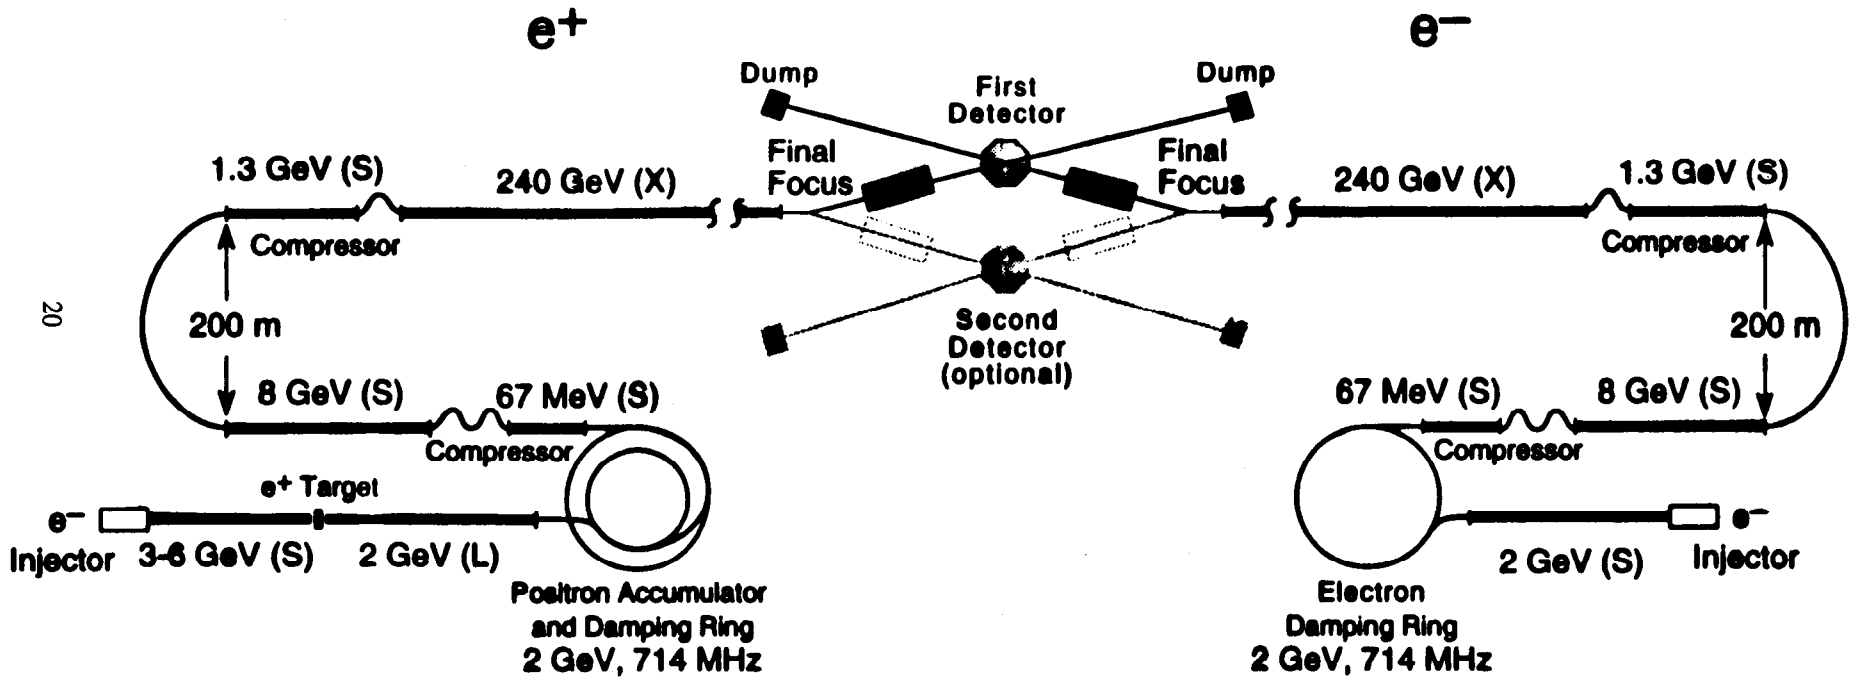 e+
e−
Dump
Dump
First
Detector
Final
Focus
Final
Focus
1.3 GeV (S)
240 GeV (X)
240 GeV (X)
1.3 GeV (S)
Compressor
Compressor
20
200 m
200 m
Second
Detector
(optional)
8 GeV (S)
67 MeV (S)
67 MeV (S)
8 GeV (S)
Compressor
Compressor
e+ Target
e−
Injector
3-6 GeV (S)
2 GeV (L)
2 GeV (S)
e−
Injector
Positron Accumulator
and Damping Ring
2 GeV, 714 MHz
Electron
Damping Ring
2 GeV, 714 MHz